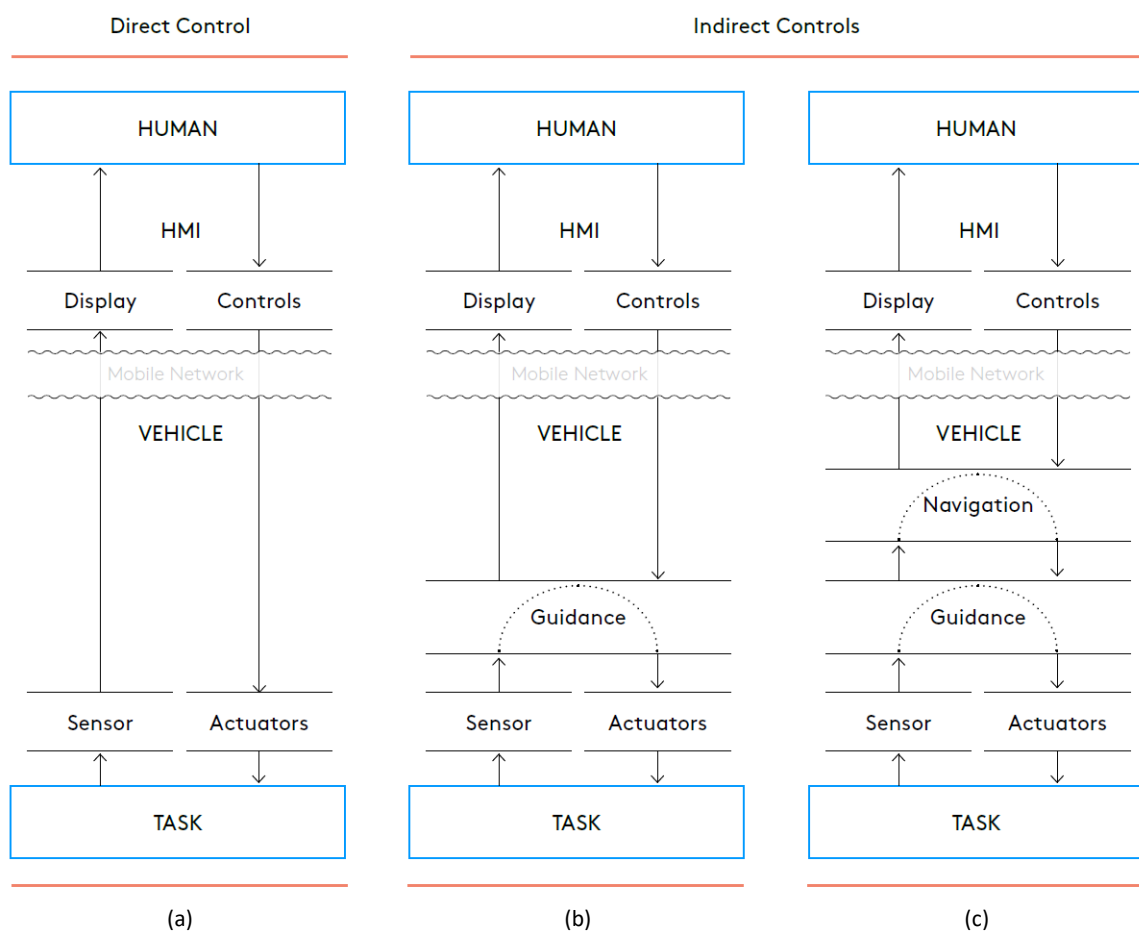 Direct Control
Indirect Controls
HUMAN
HUMAN
HUMAN
HMI
HMI
HMI
Display
Controls
Display
Controls
Display
Controls
Mobile Network
Mobile Network
Mobile Network
VEHICLE
VEHICLE
VEHICLE
Navigation
Guidance
Guidance
Sensor
Actuators
Sensor
Actuators
Sensor
Actuators
TASK
TASK
TASK
(a)
(b)
(c)